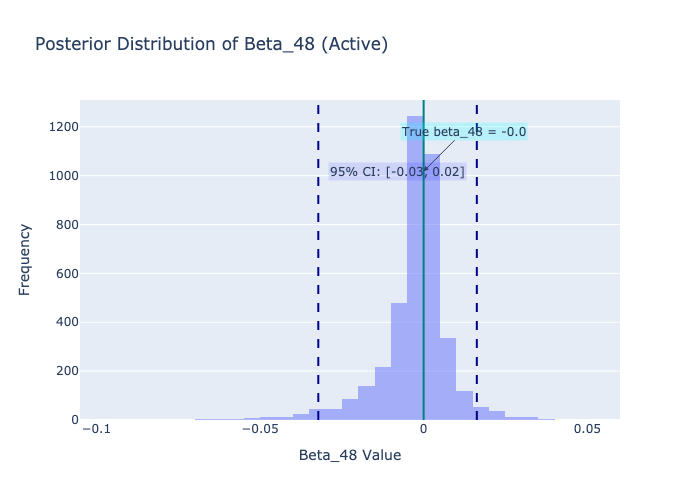 Posterior Distribution of Beta_48 (Active)
1200
True beta_48 = -0.0
95% CI: [-0.03, 0.02]
1000
800
Frequency
600
400
200
0
−0.1
−0.05
0
0.05
Beta_48 Value